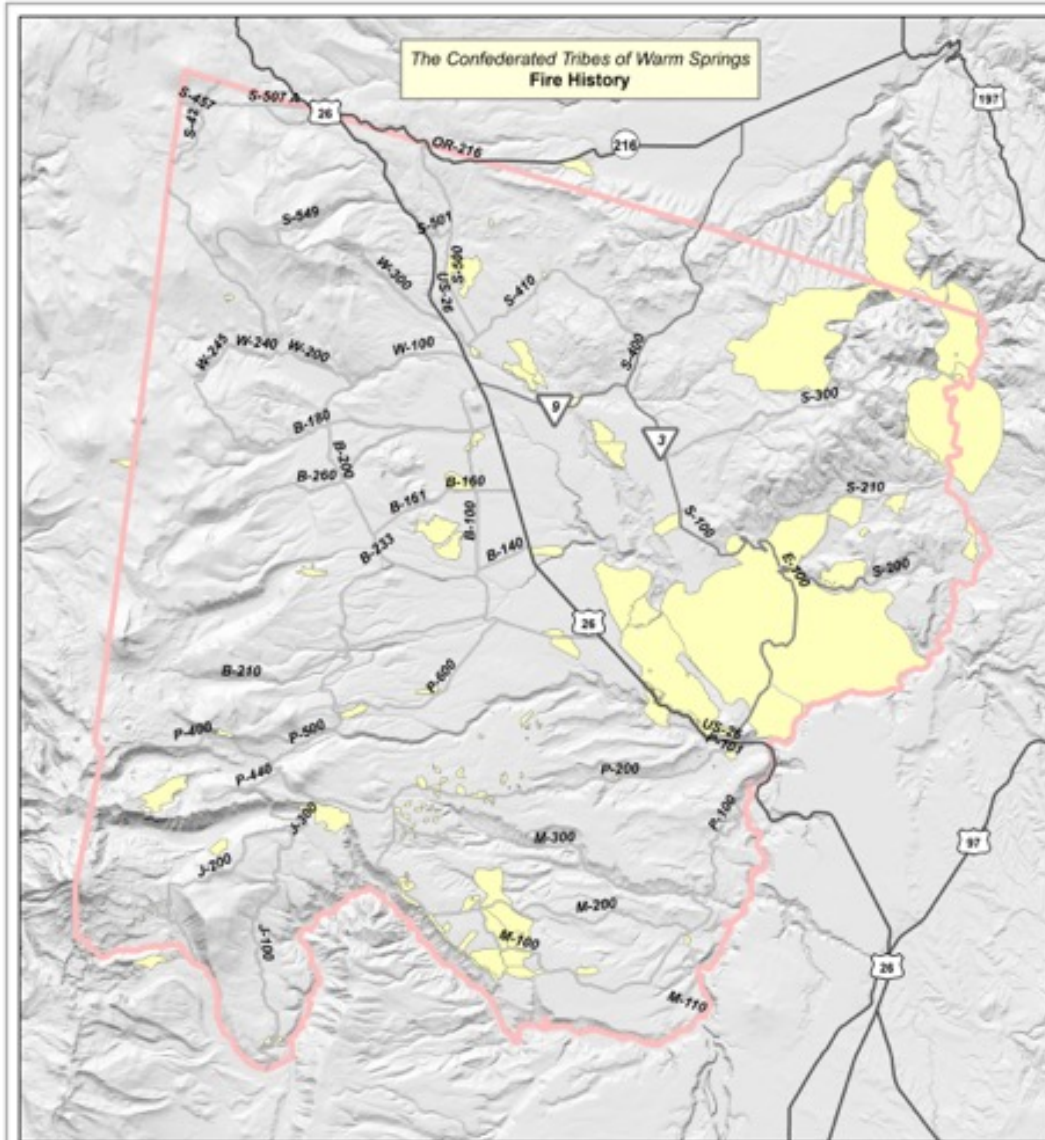 The Confederated Tribes of Warm Springs
Fire History
197
S-457
S-507 A
26
S-42
OR-216
216
S-549
S-501
W-300
S-500
US-26
S-410
W-245
W-240
W-200
W-100
S-400
9
S-300
B-180
3
B-200
B-260
B-160
S-210
B-161
B-100
S-100
B-233
B-140
E-100
S-200
26
B-210
P-600
P-490
P-500
US-26
P-101
P-440
P-200
J-300
P-100
M-300
97
J-200
M-200
J-100
M-100
26
M-110